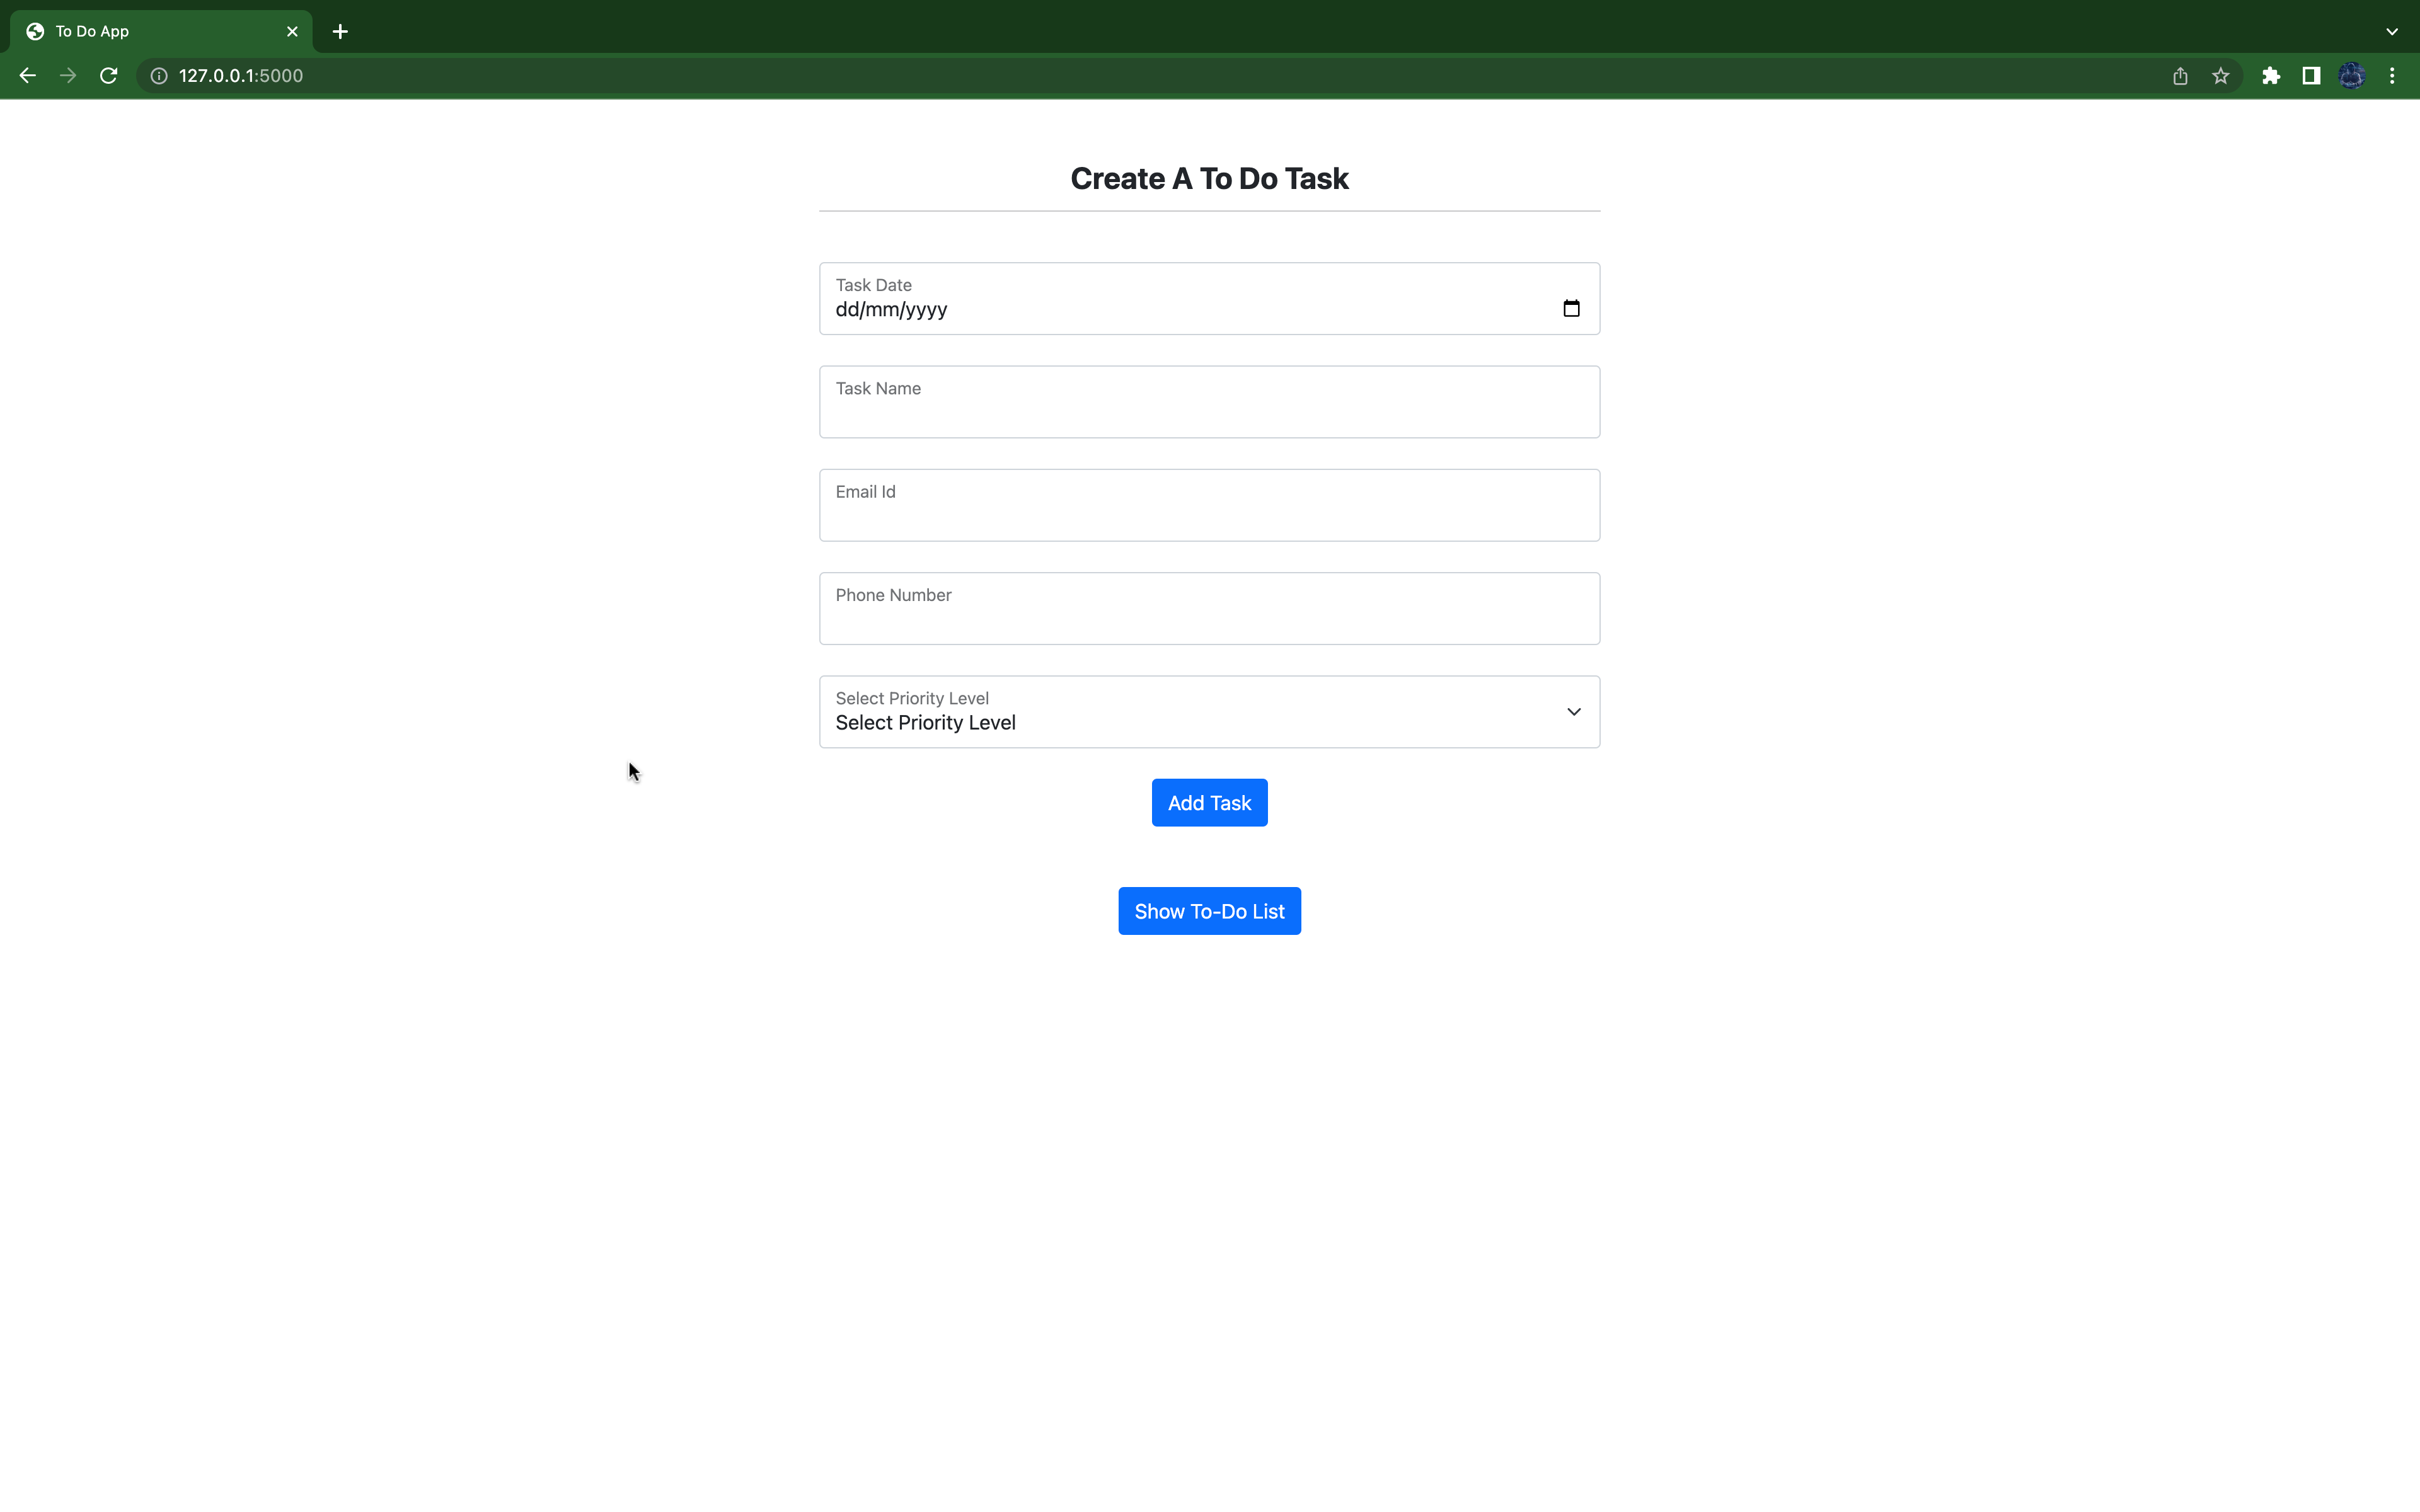 To Do App
127.0.0.1:5000
Create A To Do Task
Task Date
dd/mm/yyyy
Task Name
Email Id
Phone Number
Select Priority Level
Select Priority Level
Add Task
Show To-Do List